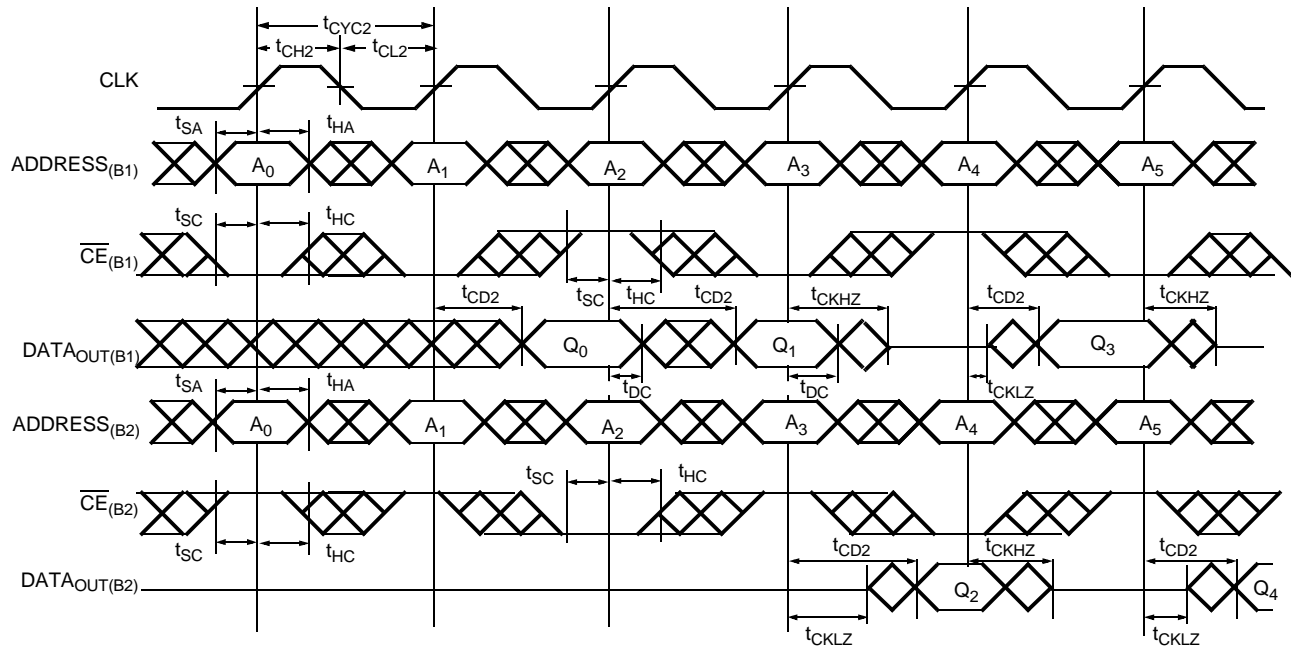 tCYC2
tCH2 tCL2
CLK
tSA tHA
ADDRESS(B1) A0 A1 A2 A3 A4 A5
tSC tHC
CE(B1)
tSC tHC
tCD2 tCD2 tCKHZ tCD2 tCKHZ
DATAOUT(B1) Q0 Q1 Q3
tDC tDC tCKLZ
tSA tHA
ADDRESS(B2) A0 A1 A2 A3 A4 A5
tSC tHC
CE(B2)
tSC tHC
tCD2 tCKHZ tCD2
DATAOUT(B2) Q2 Q4
tCKLZ tCKLZ